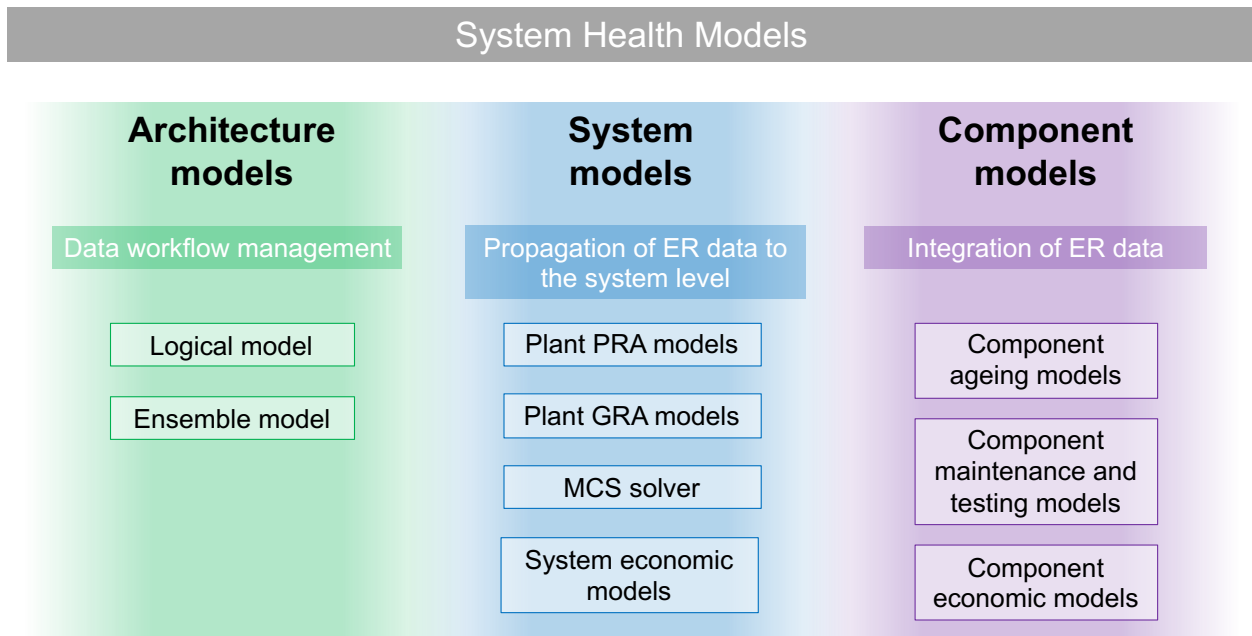 System Health Models
Architecture
models
Data workflow management
Logical model
Ensemble model
System
models
Propagation of ER data to
the system level
Plant PRA models
Plant GRA models
MCS solver
System economic
models
Component
models
Integration of ER data
Component
ageing models
Component
maintenance and
testing models
Component
economic models